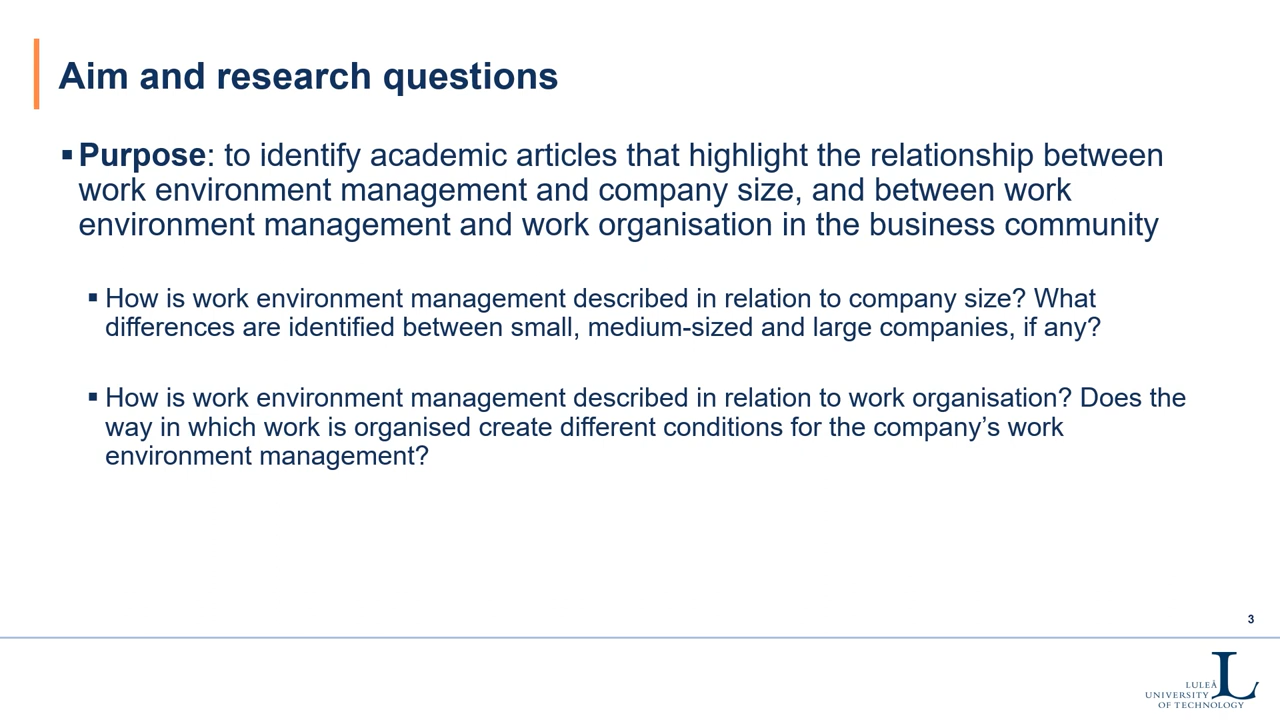 Aim and research questions
▪ Purpose: to identify academic articles that highlight the relationship between
work environment management and company size, and between work
environment management and work organisation in the business community
▪ How is work environment management described in relation to company size? What
differences are identified between small, medium-sized and large companies, if any?
▪ How is work environment management described in relation to work organisation? Does the
way in which work is organised create different conditions for the company’s work
environment management?
3
LULEÅ
UNIVERSITY
OF TECHNOLOGY
L